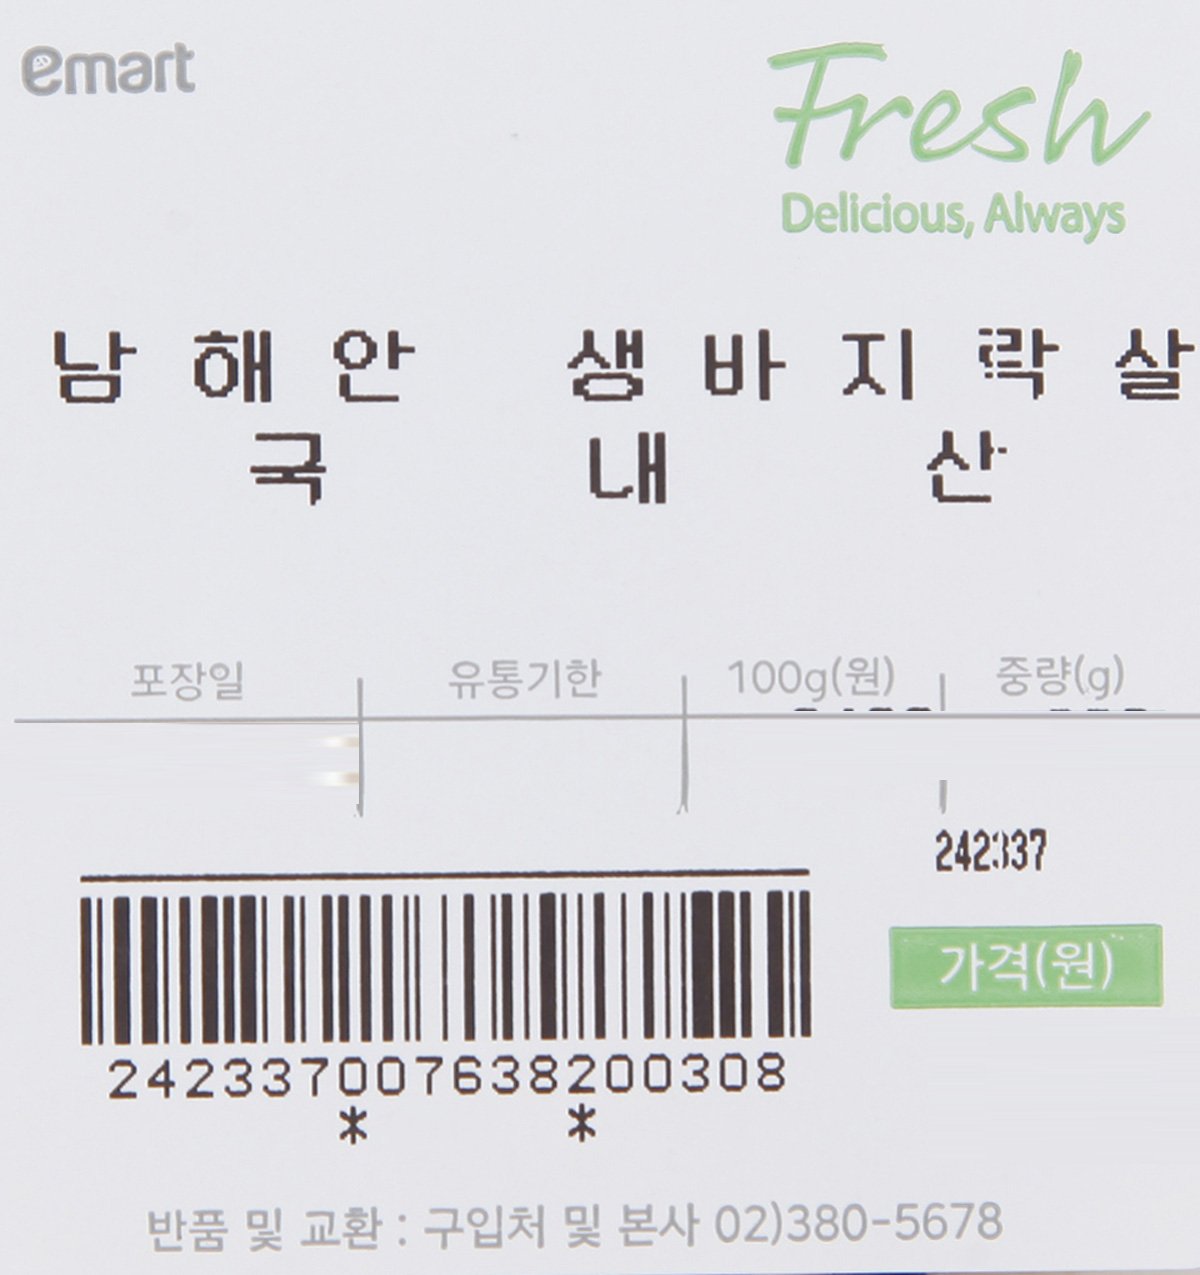 emart
Fresh
Delicious, Always
남해안 생바지락살
국내산
포장일 유통기한 100g(원) 중량(g)
242337
가격(원)
242337007638200308
* *
반품 및 교환 : 구입처 및 본사 02)380-5678